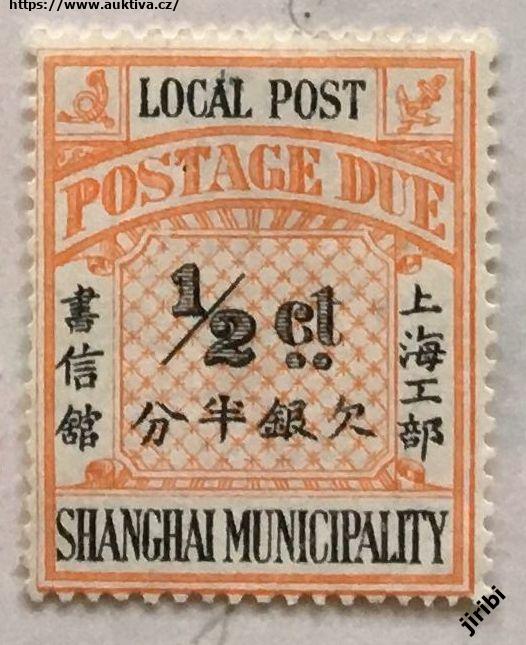 https://www.auktiva.cz/
LOCAL POST
POSTAGE DUE
上海工部
書信館
1/2 ct
欠銀半分
SHANGHAI MUNICIPALITY
jiribi